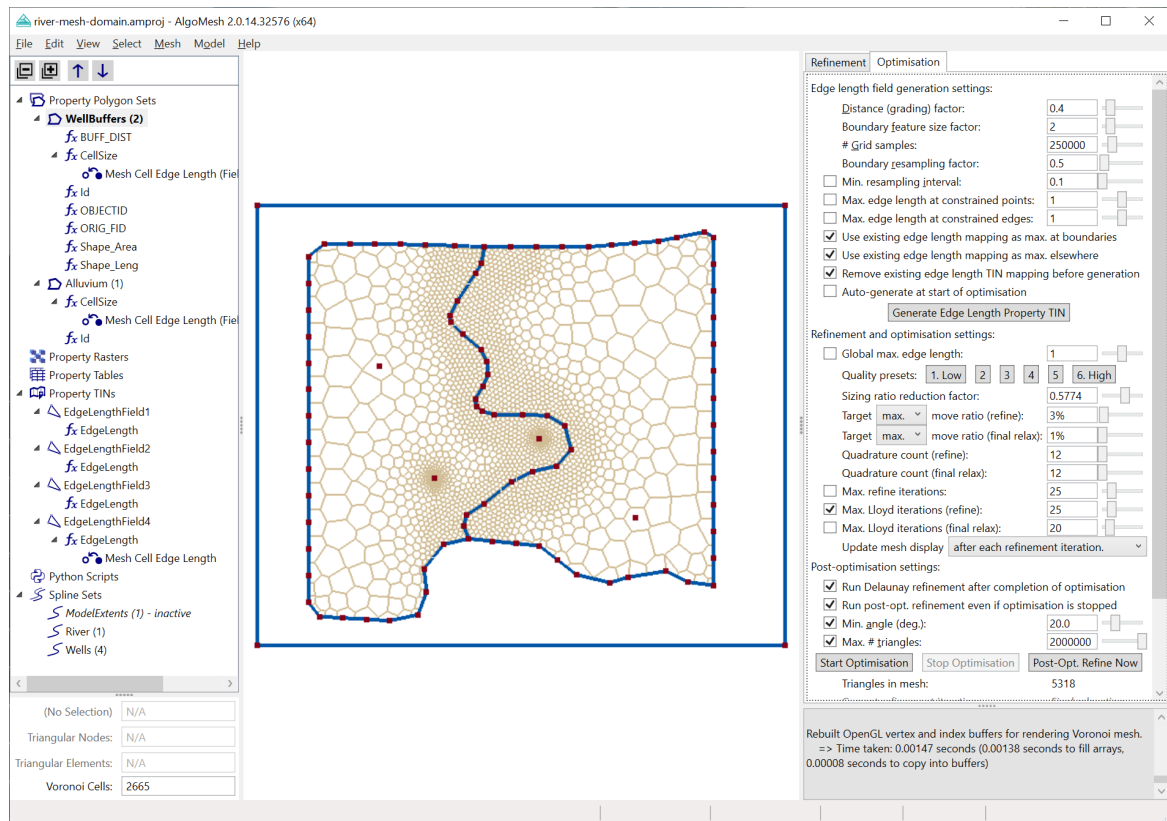 river-mesh-domain.amproj - AlgoMesh 2.0.14.32576 (x64)
File Edit View Select Mesh Model Help
Property Polygon Sets
WellBuffers (2)
fx BUFF_DIST
fx CellSize
Mesh Cell Edge Length (Fiel
fx Id
fx OBJECTID
fx ORIG_FID
fx Shape_Area
fx Shape_Leng
Alluvium (1)
fx CellSize
Mesh Cell Edge Length (Fiel
fx Id
Property Rasters
Property Tables
Property TINs
EdgeLengthField1
fx EdgeLength
EdgeLengthField2
fx EdgeLength
EdgeLengthField3
fx EdgeLength
EdgeLengthField4
fx EdgeLength
Mesh Cell Edge Length
Python Scripts
Spline Sets
ModelExtents (1) - inactive
River (1)
Wells (4)
(No Selection) N/A
Triangular Nodes: N/A
Triangular Elements: N/A
Voronoi Cells: 2665
Refinement Optimisation
Edge length field generation settings:
Distance (grading) factor: 0.4
Boundary feature size factor: 2
# Grid samples: 250000
Boundary resampling factor: 0.5
Min. resampling interval: 0.1
Max. edge length at constrained points: 1
Max. edge length at constrained edges: 1
Use existing edge length mapping as max. at boundaries
Use existing edge length mapping as max. elsewhere
Remove existing edge length TIN mapping before generation
Auto-generate at start of optimisation
Generate Edge Length Property TIN
Refinement and optimisation settings:
Global max. edge length: 1
Quality presets: 1. Low 2 3 4 5 6. High
Sizing ratio reduction factor: 0.5774
Target max. move ratio (refine): 3%
Target max. move ratio (final relax): 1%
Quadrature count (refine): 12
Quadrature count (final relax): 12
Max. refine iterations: 25
Max. Lloyd iterations (refine): 25
Max. Lloyd iterations (final relax): 20
Update mesh display after each refinement iteration.
Post-optimisation settings:
Run Delaunay refinement after completion of optimisation
Run post-opt. refinement even if optimisation is stopped
Min. angle (deg.): 20.0
Max. # triangles: 2000000
Start Optimisation Stop Optimisation Post-Opt. Refine Now
Triangles in mesh: 5318
Rebuilt OpenGL vertex and index buffers for rendering Voronoi mesh.
=> Time taken: 0.00147 seconds (0.00138 seconds to fill arrays,
0.00008 seconds to copy into buffers)